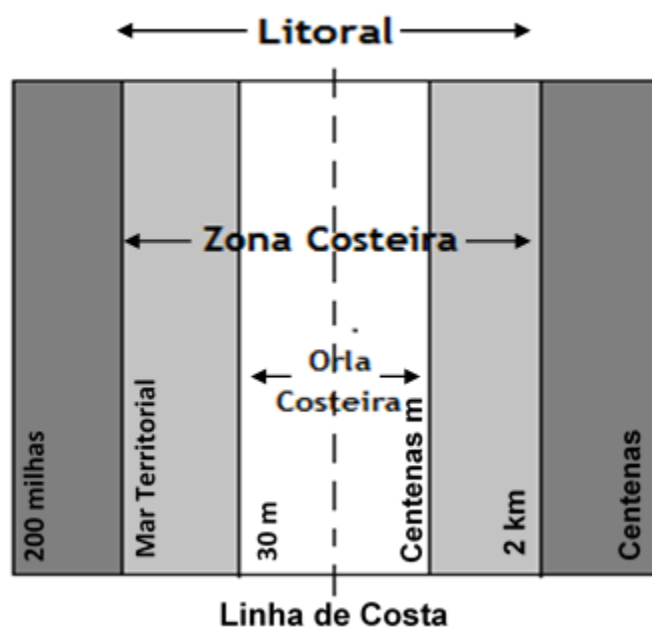 Litoral
Zona Costeira
Orla
Costeira
200 milhas
Mar Territorial
30 m
Centenas m
2 km
Centenas
Linha de Costa